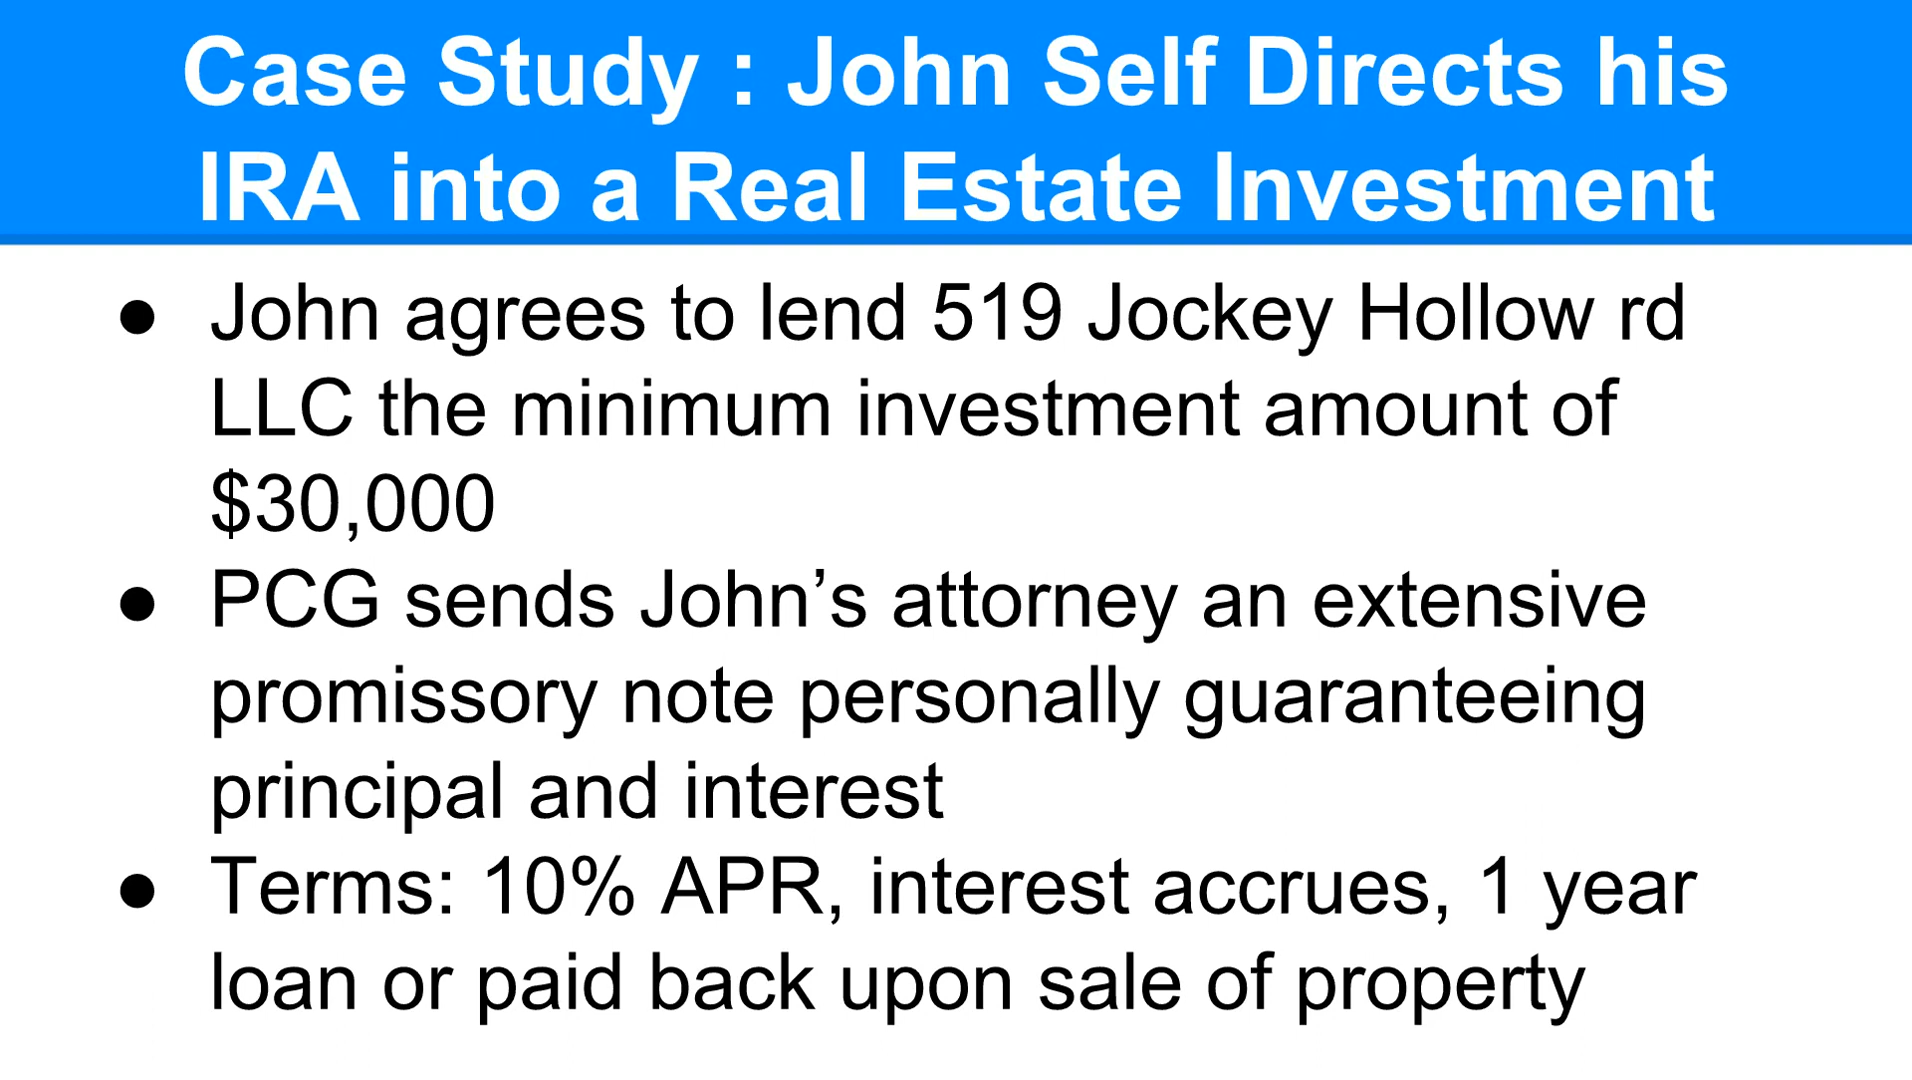 Case Study : John Self Directs his
IRA into a Real Estate Investment
● John agrees to lend 519 Jockey Hollow rd
LLC the minimum investment amount of
$30,000
● PCG sends John’s attorney an extensive
promissory note personally guaranteeing
principal and interest
● Terms: 10% APR, interest accrues, 1 year
loan or paid back upon sale of property